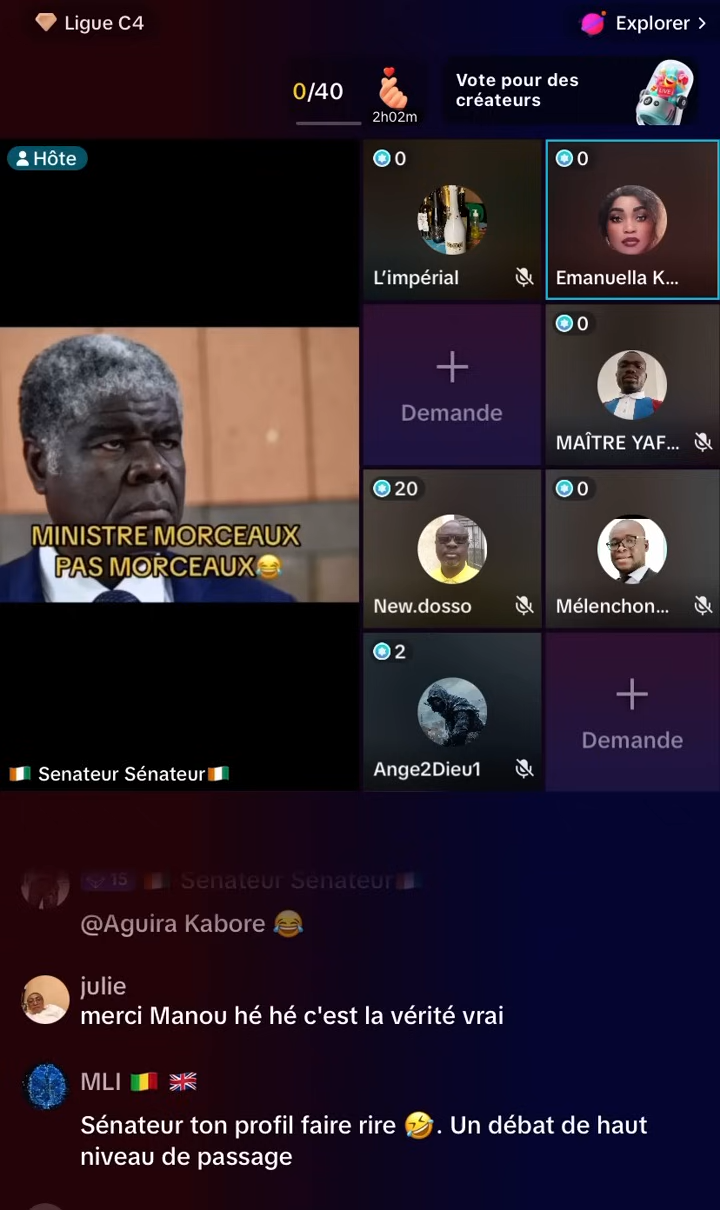 Ligue C4
Explorer >
0/40
2h02m
Vote pour des
créateurs
LIVE
Hôte
MINISTRE MORCEAUX
PAS MORCEAUX😂
🇨🇮 Senateur Sénateur🇨🇮
0
L'impérial
0
Emanuella K...
+
Demande
0
MAÎTRE YAF...
20
New.dosso
0
Mélenchon...
2
Ange2Dieu1
+
Demande
15 🇨🇮 Senateur Sénateur🇨🇮
@Aguira Kabore 😂
julie
merci Manou hé hé c'est la vérité vrai
MLI 🇲🇱 🇬🇧
Sénateur ton profil faire rire 🤣. Un débat de haut
niveau de passage